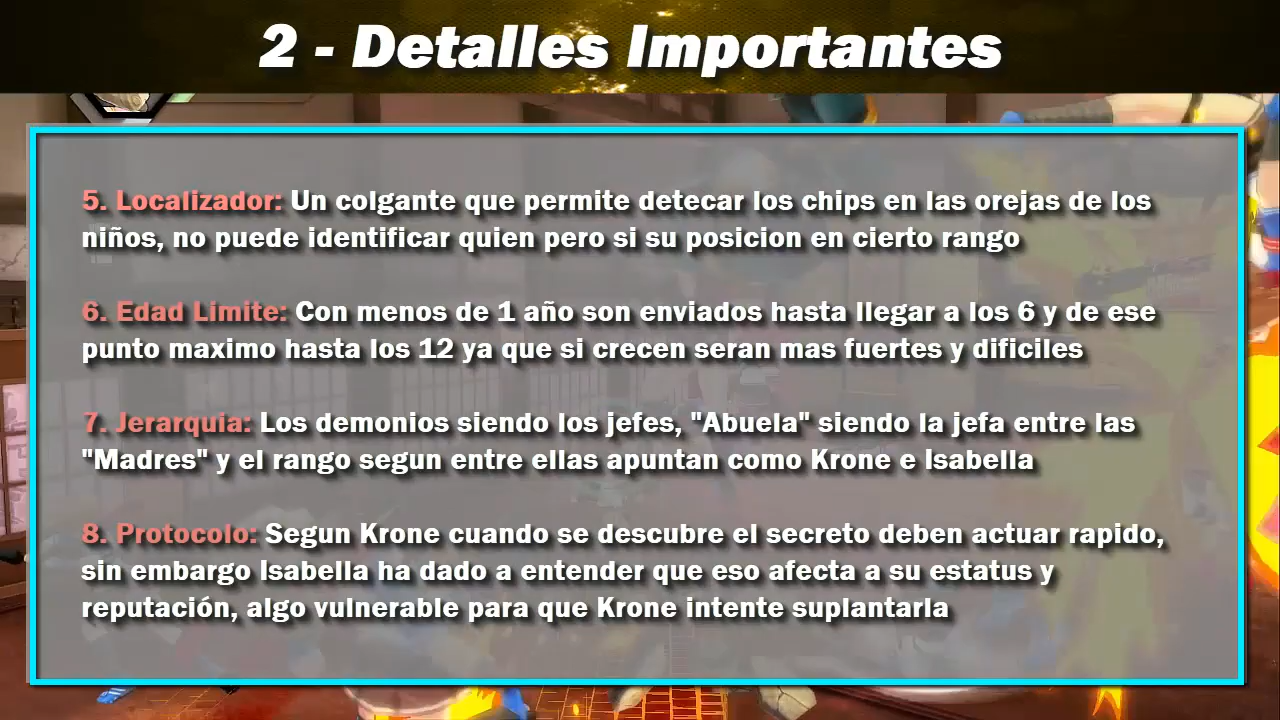 2 - Detalles Importantes
5. Localizador: Un colgante que permite detecar los chips en las orejas de los
niños, no puede identificar quien pero si su posicion en cierto rango
6. Edad Limite: Con menos de 1 año son enviados hasta llegar a los 6 y de ese
punto maximo hasta los 12 ya que si crecen seran mas fuertes y dificiles
7. Jerarquia: Los demonios siendo los jefes, "Abuela" siendo la jefa entre las
"Madres" y el rango segun entre ellas apuntan como Krone e Isabella
8. Protocolo: Segun Krone cuando se descubre el secreto deben actuar rapido,
sin embargo Isabella ha dado a entender que eso afecta a su estatus y
reputación, algo vulnerable para que Krone intente suplantarla